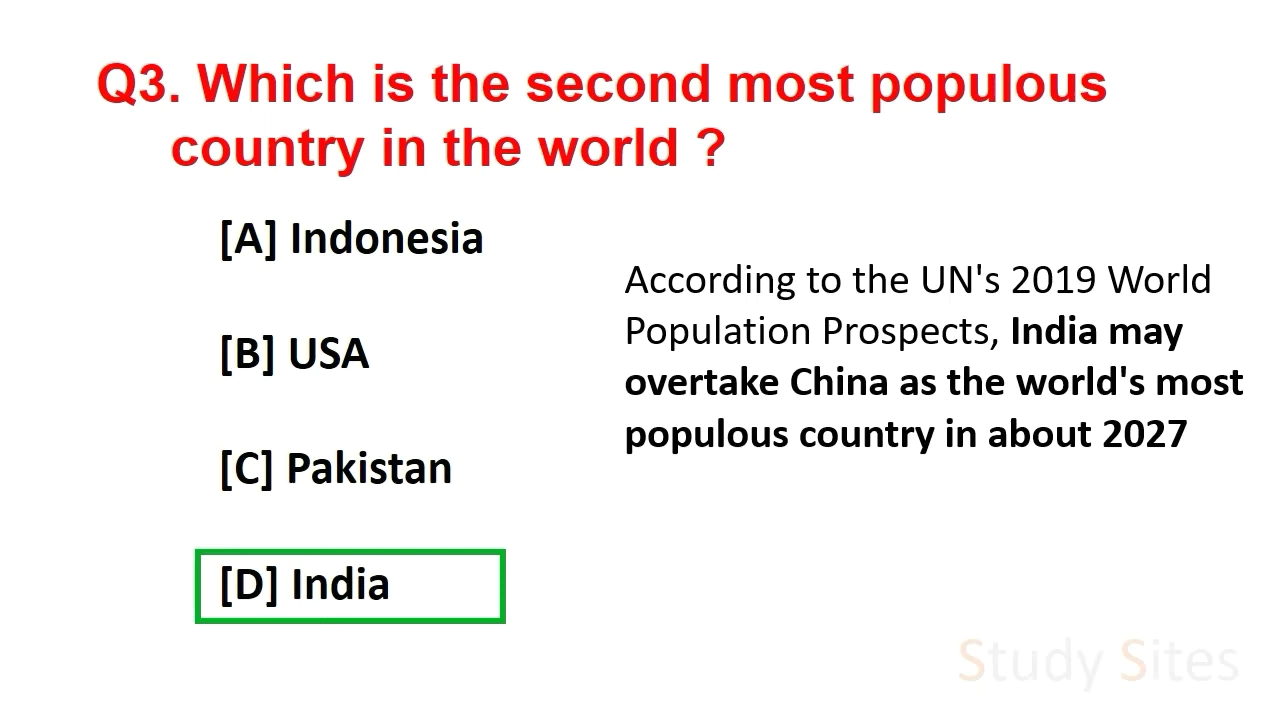 Q3. Which is the second most populous
country in the world ?
[A] Indonesia
[B] USA
[C] Pakistan
[D] India
According to the UN's 2019 World
Population Prospects, India may
overtake China as the world's most
populous country in about 2027
Study Sites